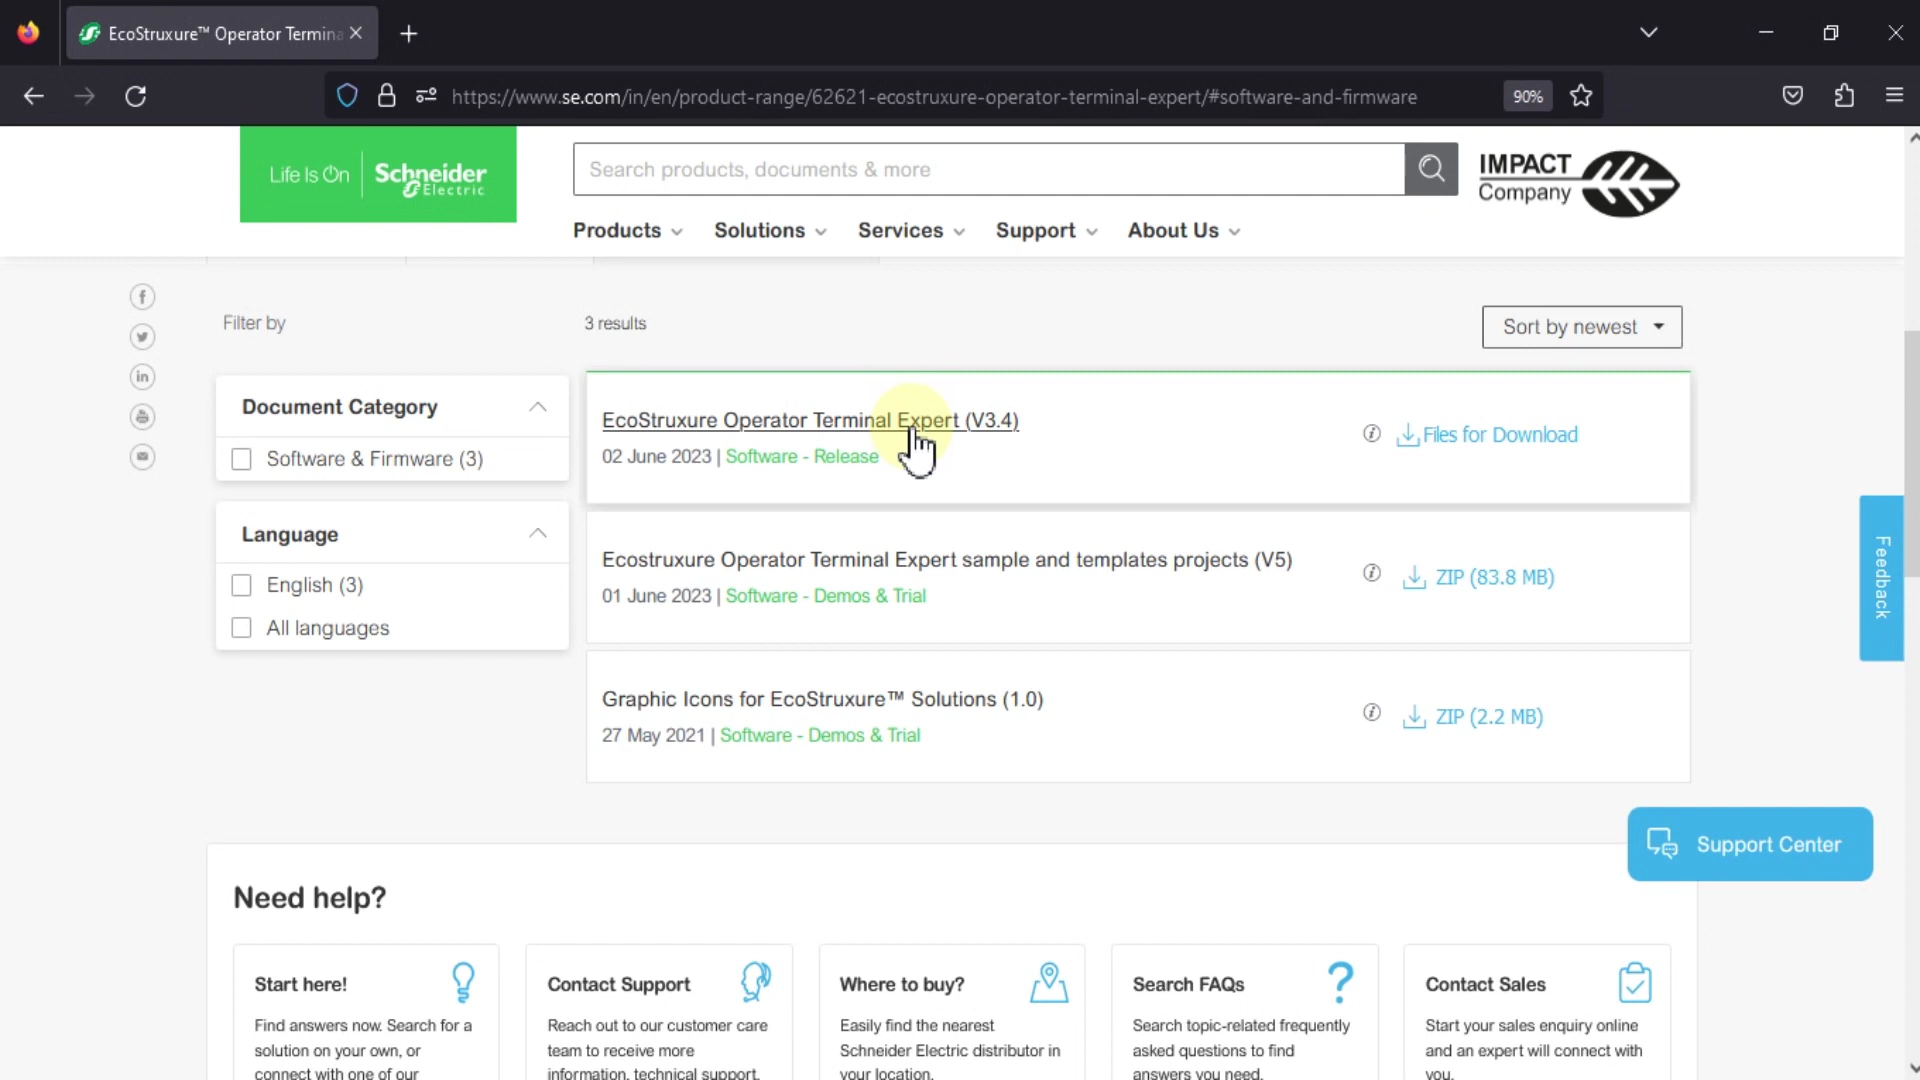 EcoStruxure™ Operator Termina
https://www.se.com/in/en/product-range/62621-ecostruxure-operator-terminal-expert/#software-and-firmware
90%
Life Is On
Schneider
Electric
Search products, documents & more
IMPACT
Company
Products
Solutions
Services
Support
About Us
Filter by
3 results
Sort by newest
Document Category
Software & Firmware (3)
Language
English (3)
All languages
EcoStruxure Operator Terminal Expert (V3.4)
02 June 2023 | Software - Release
Files for Download
Ecostruxure Operator Terminal Expert sample and templates projects (V5)
01 June 2023 | Software - Demos & Trial
ZIP (83.8 MB)
Graphic Icons for EcoStruxure™ Solutions (1.0)
27 May 2021 | Software - Demos & Trial
ZIP (2.2 MB)
Feedback
Support Center
Need help?
Start here!
Find answers now. Search for a
solution on your own, or
connect with one of our
Contact Support
Reach out to our customer care
team to receive more
information, technical support,
Where to buy?
Easily find the nearest
Schneider Electric distributor in
your location.
Search FAQs
Search topic-related frequently
asked questions to find
answers you need.
Contact Sales
Start your sales enquiry online
and an expert will connect with
you.